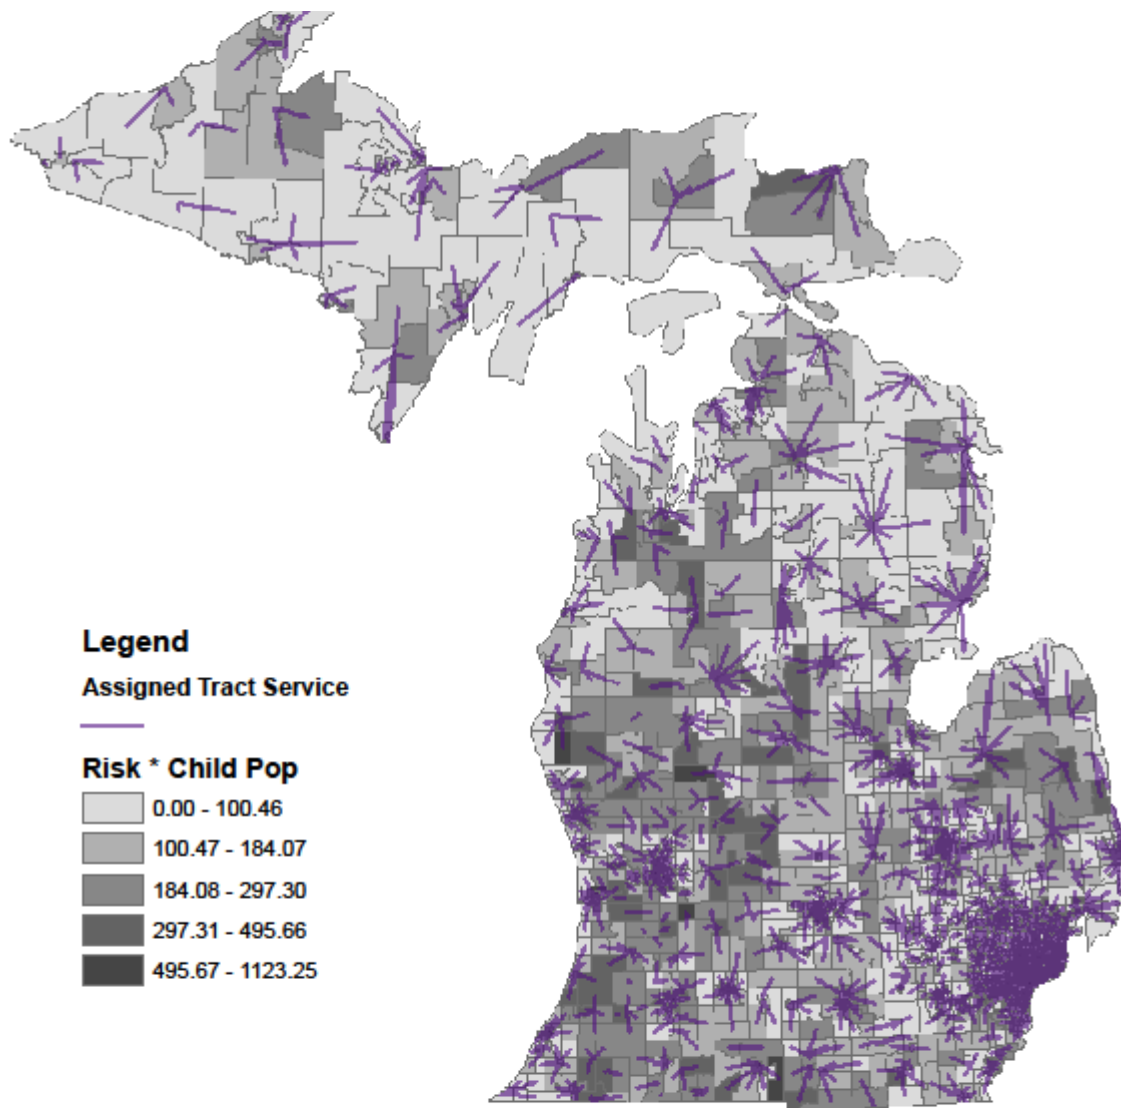 Legend
Assigned Tract Service
Risk * Child Pop
0.00 - 100.46
100.47 - 184.07
184.08 - 297.30
297.31 - 495.66
495.67 - 1123.25